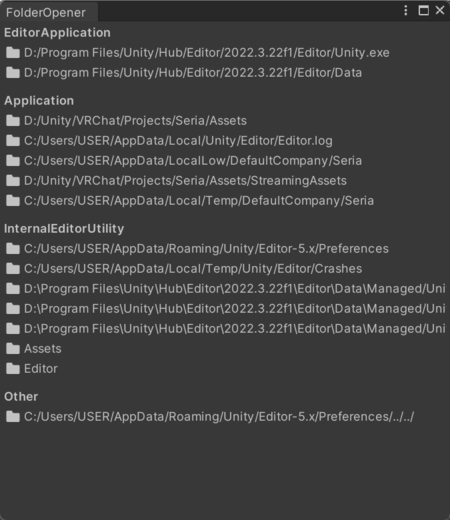 FolderOpener
EditorApplication
D:/Program Files/Unity/Hub/Editor/2022.3.22f1/Editor/Unity.exe
D:/Program Files/Unity/Hub/Editor/2022.3.22f1/Editor/Data
Application
D:/Unity/VRChat/Projects/Seria/Assets
C:/Users/USER/AppData/Local/Unity/Editor/Editor.log
C:/Users/USER/AppData/LocalLow/DefaultCompany/Seria
D:/Unity/VRChat/Projects/Seria/Assets/StreamingAssets
C:/Users/USER/AppData/Local/Temp/DefaultCompany/Seria
InternalEditorUtility
C:/Users/USER/AppData/Roaming/Unity/Editor-5.x/Preferences
C:/Users/USER/AppData/Local/Temp/Unity/Editor/Crashes
D:\Program Files\Unity\Hub\Editor\2022.3.22f1\Editor\Data\Managed/Uni
D:\Program Files\Unity\Hub\Editor\2022.3.22f1\Editor\Data\Managed/Uni
D:\Program Files\Unity\Hub\Editor\2022.3.22f1\Editor\Data\Managed/Uni
Assets
Editor
Other
C:/Users/USER/AppData/Roaming/Unity/Editor-5.x/Preferences/../../